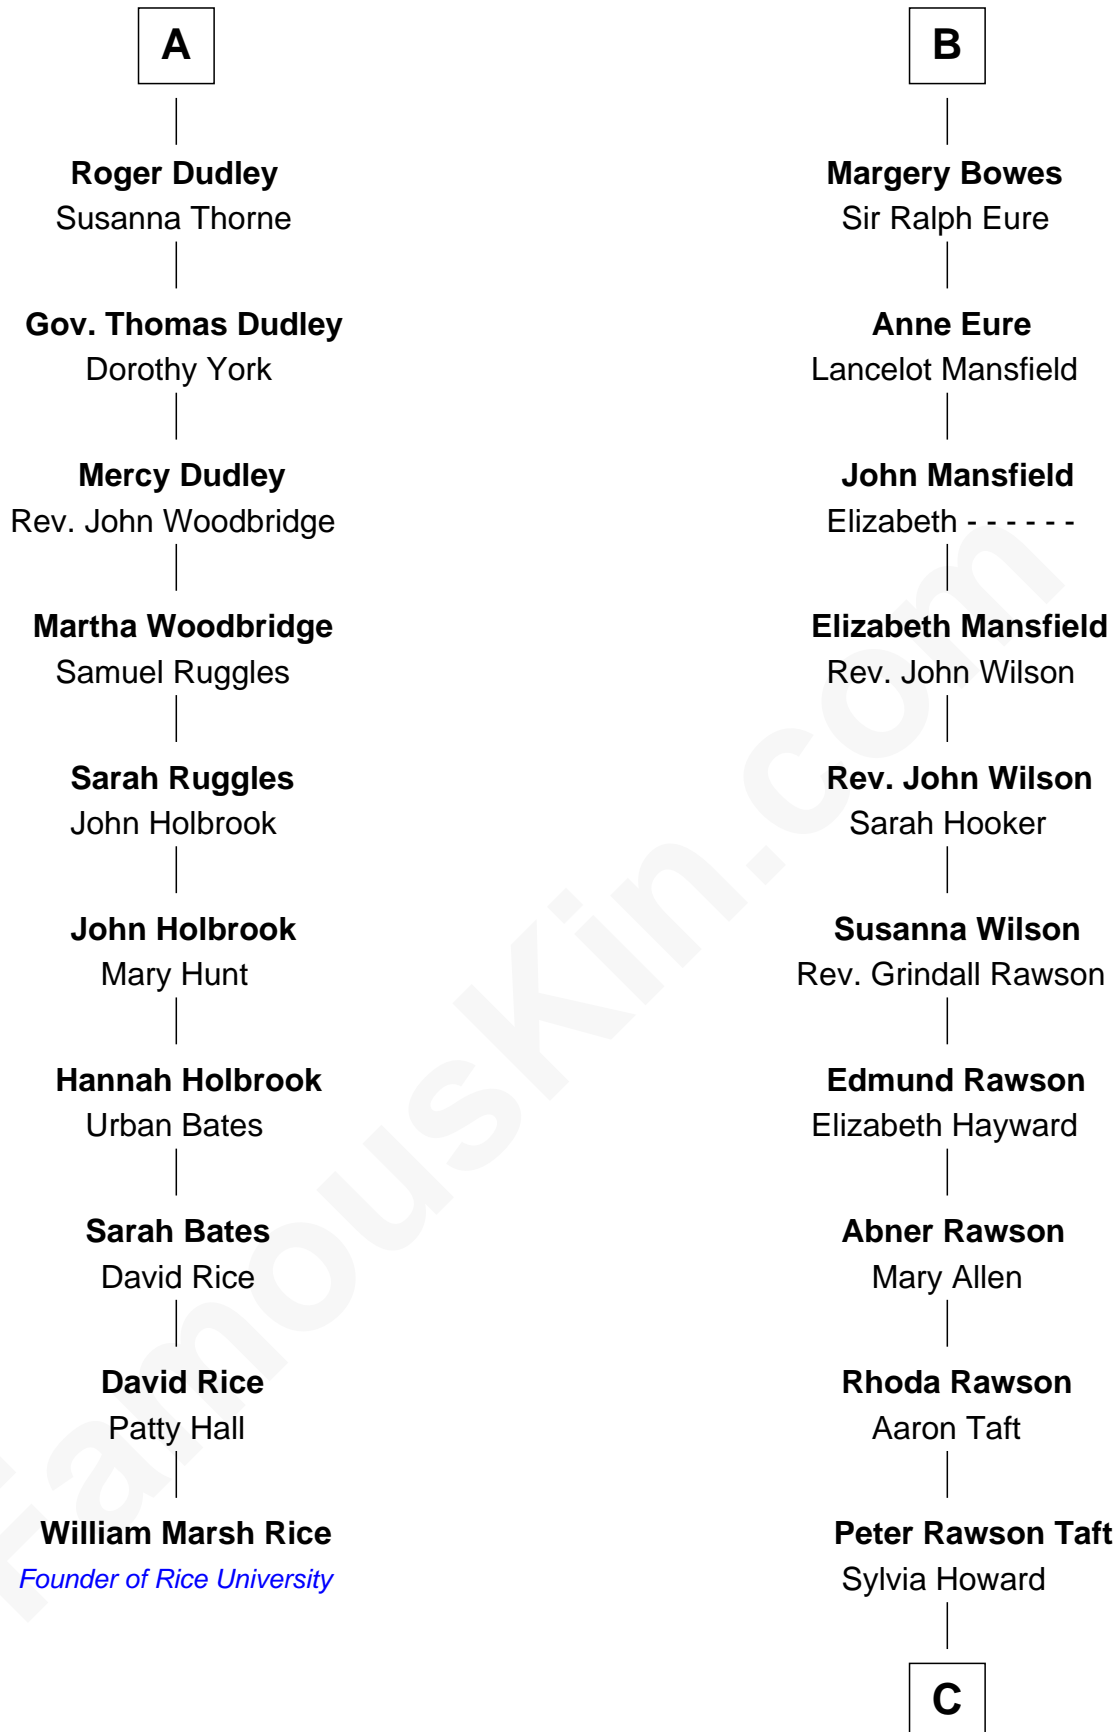 A
Roger Dudley
Susanna Thorne
Gov. Thomas Dudley
Dorothy York
Mercy Dudley
Rev. John Woodbridge
Martha Woodbridge
Samuel Ruggles
Sarah Ruggles
John Holbrook
John Holbrook
Mary Hunt
Hannah Holbrook
Urban Bates
Sarah Bates
David Rice
David Rice
Patty Hall
William Marsh Rice
Founder of Rice University
B
Margery Bowes
Sir Ralph Eure
Anne Eure
Lancelot Mansfield
John Mansfield
Elizabeth - - - - - -
Elizabeth Mansfield
Rev. John Wilson
Rev. John Wilson
Sarah Hooker
Susanna Wilson
Rev. Grindall Rawson
Edmund Rawson
Elizabeth Hayward
Abner Rawson
Mary Allen
Rhoda Rawson
Aaron Taft
Peter Rawson Taft
Sylvia Howard
C
FamousKin.com